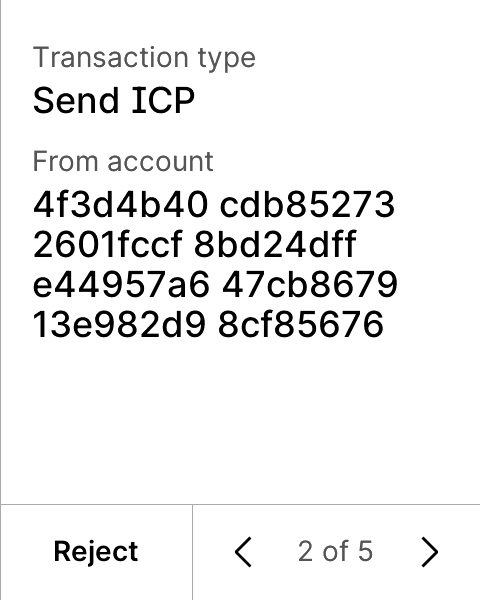 Transaction type
Send ICP
From account
4f3d4b40 cdb85273
2601fccf 8bd24dff
e44957a6 47cb8679
13e982d9 8cf85676
Reject
2 of 5